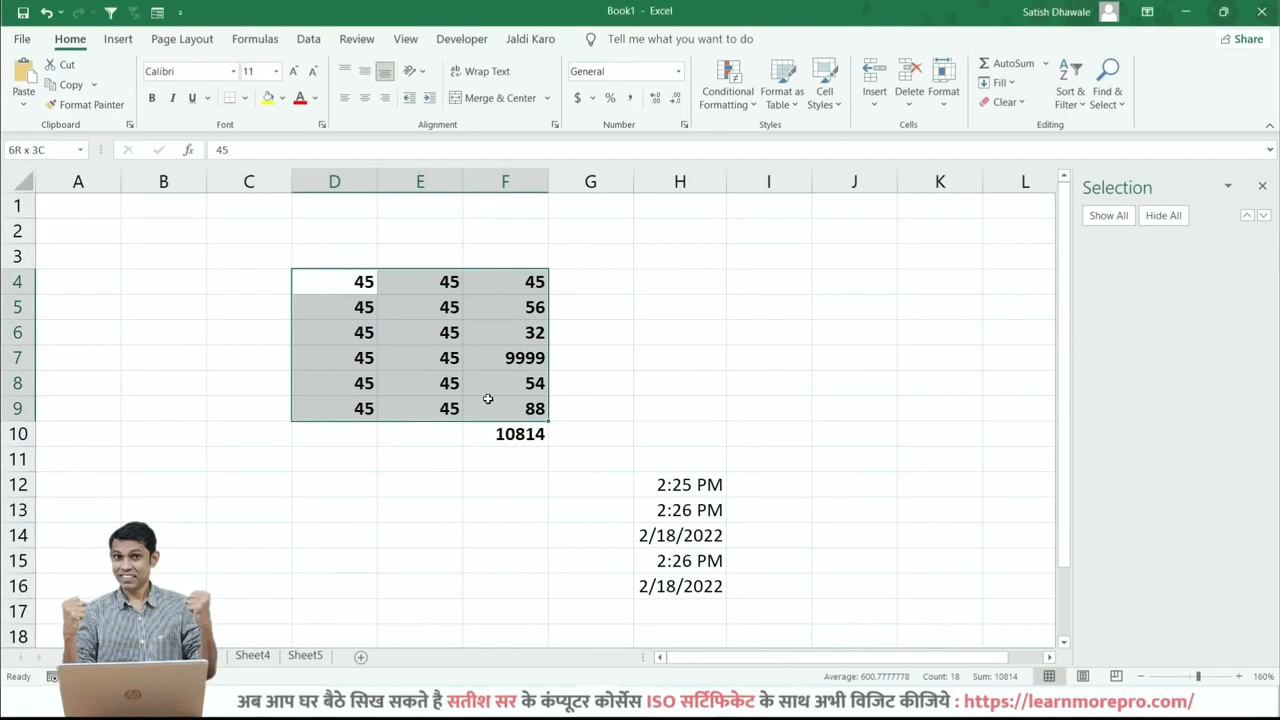 Book1 - Excel
Satish Dhawale
File Home Insert Page Layout Formulas Data Review View Developer Jaldi Karo Tell me what you want to do Share
Paste Cut Copy Format Painter Clipboard
Calibri 11 B I U A Font
Wrap Text Merge & Center Alignment
General $ % , Number
Conditional Formatting Format as Table Cell Styles Styles
Insert Delete Format Cells
AutoSum Fill Clear Sort & Filter Find & Select Editing
6R x 3C fx 45
A B C D E F G H I J K L
1
2
3
4 45 45 45
5 45 45 56
6 45 45 32
7 45 45 9999
8 45 45 54
9 45 45 88
10 10814
11
12 2:25 PM
13 2:26 PM
14 2/18/2022
15 2:26 PM
16 2/18/2022
17
18
Selection
Show All Hide All
Sheet4 Sheet5
Ready Average: 600.7777778 Count: 18 Sum: 10814 160%
अब आप घर बैठे सिख सकते है सतीश सर के कंप्यूटर कोर्सेस ISO सर्टिफिकेट के साथ अभी विजिट कीजिये : https://learnmorepro.com/